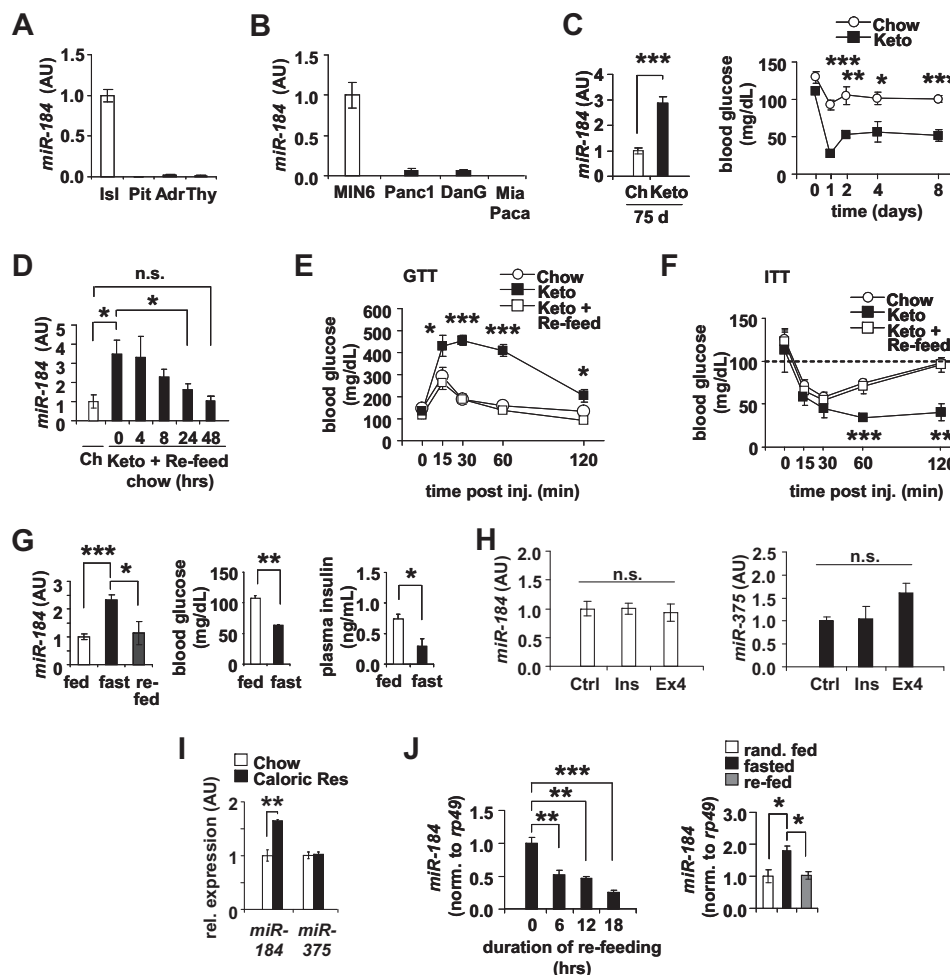 A
miR-184 (AU)
1.5
1.0
0.5
0.0
Isl Pit Adr Thy
B
miR-184 (AU)
1.5
1.0
0.5
0.0
MIN6 Panc1 DanG Mia
Paca
C
miR-184 (AU)
***
4
3
2
1
0
Ch Keto
75 d
Chow
Keto
blood glucose
(mg/dL)
150
100
50
0
***
**
*
***
0 1 2 4 8
time (days)
D
n.s.
*
*
miR-184 (AU)
5
4
3
2
1
0
0 4 8 24 48
Ch Keto + Re-feed
chow (hrs)
E
GTT
Chow
Keto
Keto +
Re-feed
blood glucose
(mg/dL)
600
500
400
300
200
100
0
* *** ***
*
0 15 30 60 120
time post inj. (min)
F
ITT
Chow
Keto
Keto +
Re-feed
blood glucose
(mg/dL)
150
100
50
0
***
**
0 15 30 60 120
time post inj. (min)
G
miR-184 (AU)
***
*
3
2
1
0
fed fast re-
fed
blood glucose
(mg/dL)
**
150
100
50
0
fed fast
plasma insulin
(ng/mL)
*
1.5
1.0
0.5
0.0
fed fast
H
miR-184 (AU)
2.0
1.5
1.0
0.5
0.0
n.s.
Ctrl Ins Ex4
miR-375 (AU)
2.5
2.0
1.5
1.0
0.5
0.0
n.s.
Ctrl Ins Ex4
I
Chow
Caloric Res
rel. expression (AU)
2
2
1
1
0
**
miR-
184
miR-
375
J
miR-184
(norm. to rp49)
***
**
**
1.5
1.0
0.5
0.0
0 6 12 18
duration of re-feeding
(hrs)
rand. fed
fasted
re-fed
miR-184
(norm. to rp49)
*
*
3.0
2.0
1.0
0.0